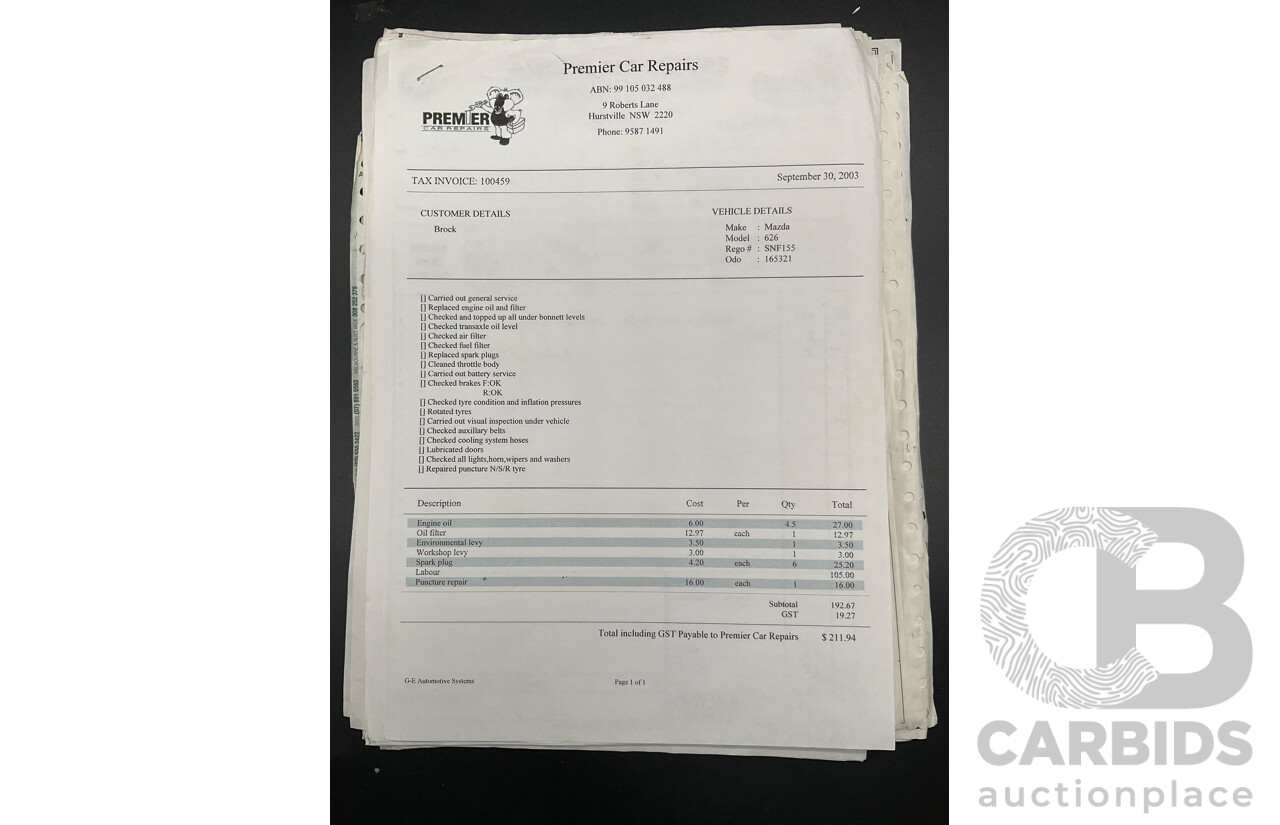 Premier Car Repairs
ABN: 99 105 032 488
9 Roberts Lane
Hurstville NSW 2220
Phone: 9587 1491
PREMIER
CAR REPAIRS
TAX INVOICE: 100459
September 30, 2003
CUSTOMER DETAILS
Brock
VEHICLE DETAILS
Make : Mazda
Model : 626
Rego # : SNF155
Odo : 165321
[] Carried out general service
[] Replaced engine oil and filter
[] Checked and topped up all under bonnett levels
[] Checked transaxle oil level
[] Checked air filter
[] Checked fuel filter
[] Replaced spark plugs
[] Cleaned throttle body
[] Carried out battery service
[] Checked brakes F:OK
R:OK
[] Checked tyre condition and inflation pressures
[] Rotated tyres
[] Carried out visual inspection under vehicle
[] Checked auxillary belts
[] Checked cooling system hoses
[] Lubricated doors
[] Checked all lights,horn,wipers and washers
[] Repaired puncture N/S/R tyre
Description Cost Per Qty Total
Engine oil 6.00 4.5 27.00
Oil filter 12.97 each 1 12.97
Environmental levy 3.50 1 3.50
Workshop levy 3.00 1 3.00
Spark plug 4.20 each 6 25.20
Labour 105.00
Puncture repair 16.00 each 1 16.00
Subtotal 192.67
GST 19.27
Total including GST Payable to Premier Car Repairs $ 211.94
G-E Automotive Systems
Page 1 of 1
CB
CARBIDS
auctionplace